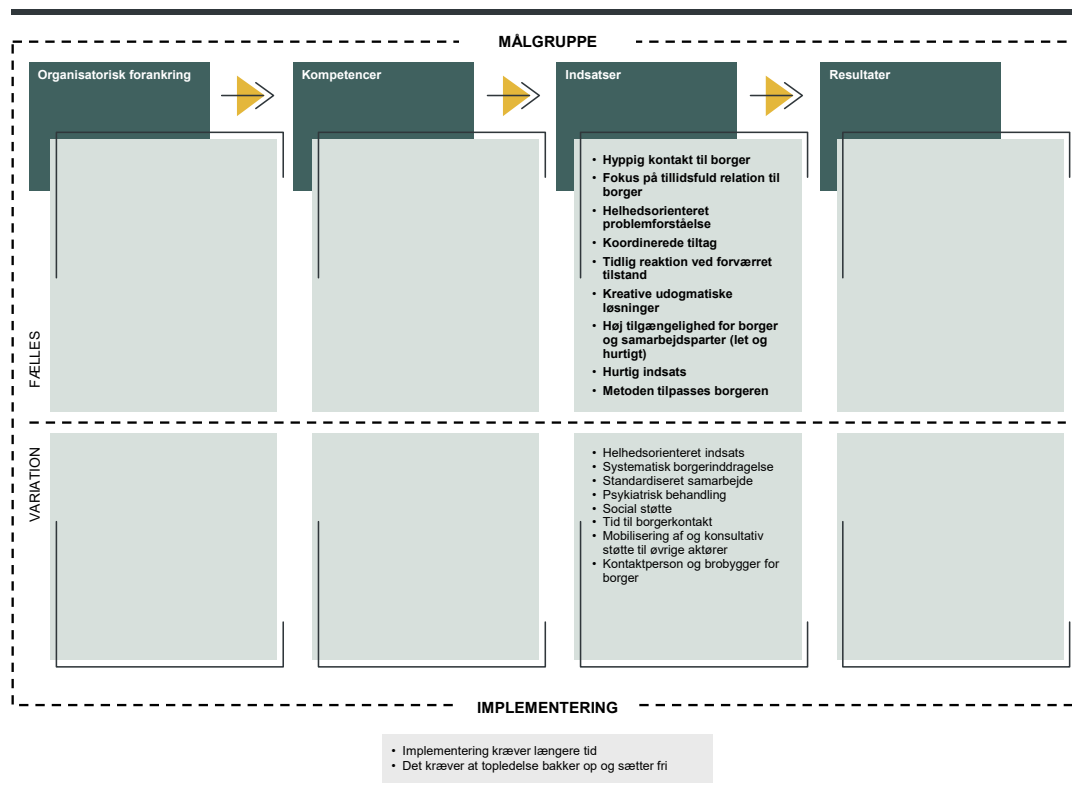 MÅLGRUPPE
Organisatorisk forankring
Kompetencer
Indsatser
Resultater
FÆLLES
• Hyppig kontakt til borger
• Fokus på tillidsfuld relation til
borger
• Helhedsorienteret
problemforståelse
• Koordinerede tiltag
• Tidlig reaktion ved forværret
tilstand
• Kreative udogmatiske
løsninger
• Høj tilgængelighed for borger
og samarbejdsparter (let og
hurtigt)
• Hurtig indsats
• Metoden tilpasses borgeren
VARIATION
• Helhedsorienteret indsats
• Systematisk borgerinddragelse
• Standardiseret samarbejde
• Psykiatrisk behandling
• Social støtte
• Tid til borgerkontakt
• Mobilisering af og konsultativ
støtte til øvrige aktører
• Kontaktperson og brobygger for
borger
IMPLEMENTERING
• Implementering kræver længere tid
• Det kræver at topledelse bakker op og sætter fri